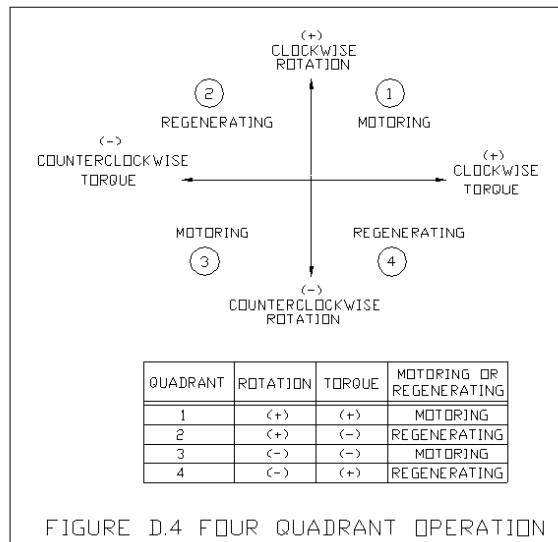 (+)
CLOCKWISE
ROTATION
2
1
REGENERATING
MOTORING
(-)
COUNTERCLOCKWISE
TORQUE
(+)
CLOCKWISE
TORQUE
MOTORING
REGENERATING
3
4
(-)
COUNTERCLOCKWISE
ROTATION
QUADRANT ROTATION TORQUE MOTORING OR REGENERATING
1 (+) (+) MOTORING
2 (+) (-) REGENERATING
3 (-) (-) MOTORING
4 (-) (+) REGENERATING
FIGURE D.4 FOUR QUADRANT OPERATION